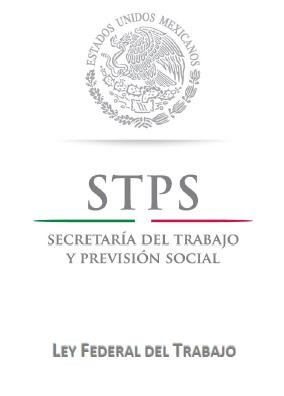 ESTADOS UNIDOS MEXICANOS
STPS
SECRETARÍA DEL TRABAJO
Y PREVISIÓN SOCIAL
LEY FEDERAL DEL TRABAJO